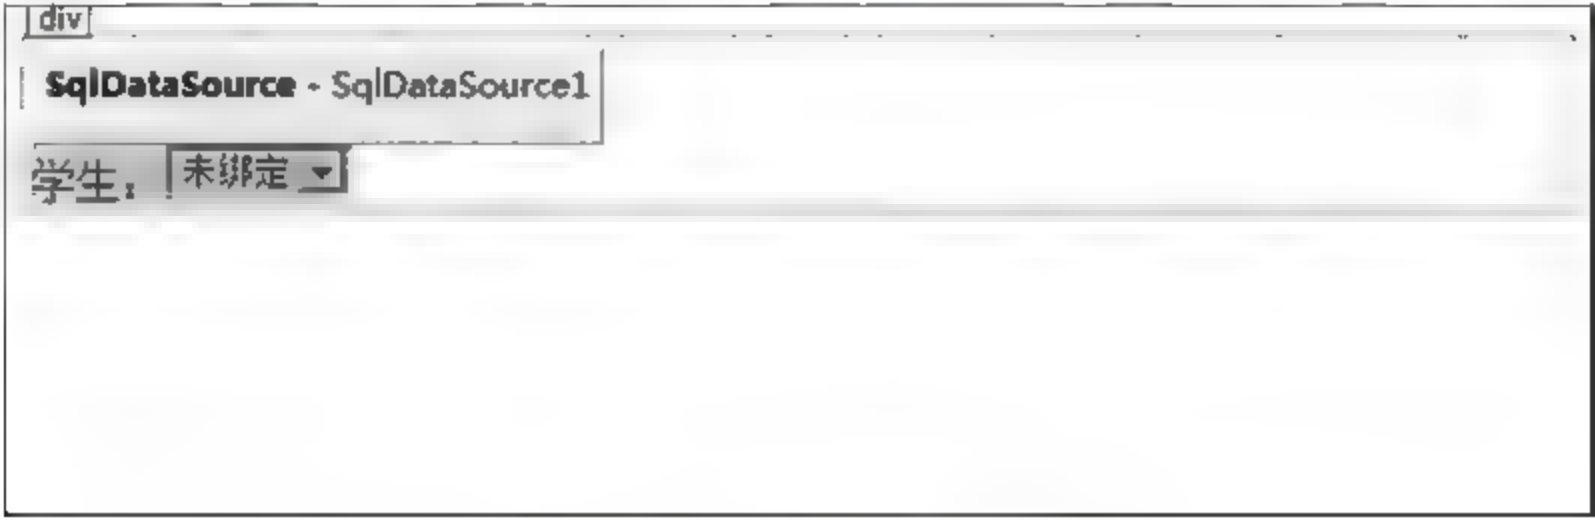 div
SqlDataSource - SqlDataSource1
学生： 未绑定